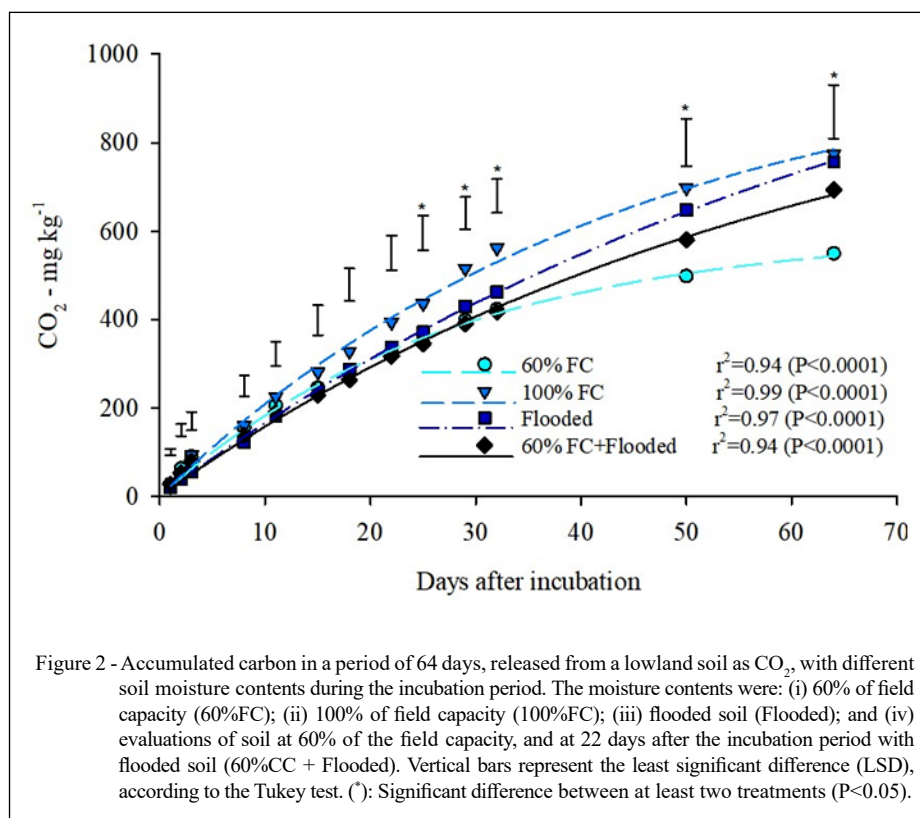 1000
800
600
400
200
0
CO₂ - mg kg⁻¹
* * * * *
60% FC r²=0.94 (P<0.0001)
100% FC r²=0.99 (P<0.0001)
Flooded r²=0.97 (P<0.0001)
60% FC+Flooded r²=0.94 (P<0.0001)
0 10 20 30 40 50 60 70
Days after incubation
Figure 2 - Accumulated carbon in a period of 64 days, released from a lowland soil as CO₂, with different
soil moisture contents during the incubation period. The moisture contents were: (i) 60% of field
capacity (60%FC); (ii) 100% of field capacity (100%FC); (iii) flooded soil (Flooded); and (iv)
evaluations of soil at 60% of the field capacity, and at 22 days after the incubation period with
flooded soil (60%CC + Flooded). Vertical bars represent the least significant difference (LSD),
according to the Tukey test. (*): Significant difference between at least two treatments (P<0.05).